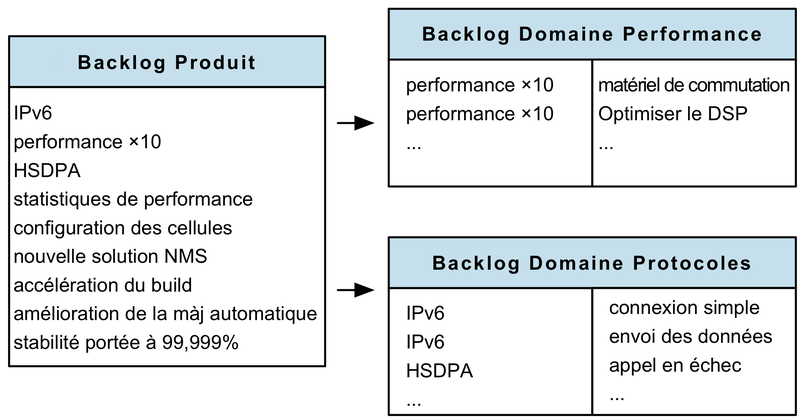 Backlog Produit
IPv6
performance ×10
HSDPA
statistiques de performance
configuration des cellules
nouvelle solution NMS
accélération du build
amélioration de la màj automatique
stabilité portée à 99,999%
Backlog Domaine Performance
performance ×10 matériel de commutation
performance ×10 Optimiser le DSP
... ...
Backlog Domaine Protocoles
IPv6 connexion simple
IPv6 envoi des données
HSDPA appel en échec
... ...